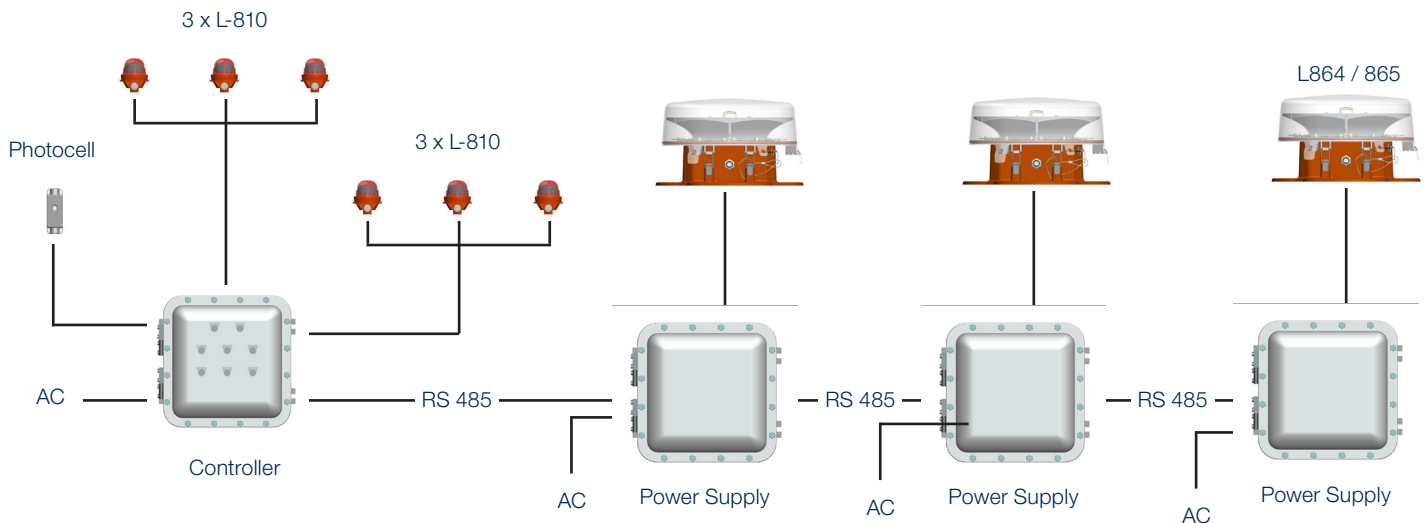 3 x L-810
L864 / 865
3 x L-810
Photocell
AC
RS 485
RS 485
RS 485
Controller
AC
Power Supply
AC
Power Supply
AC
Power Supply